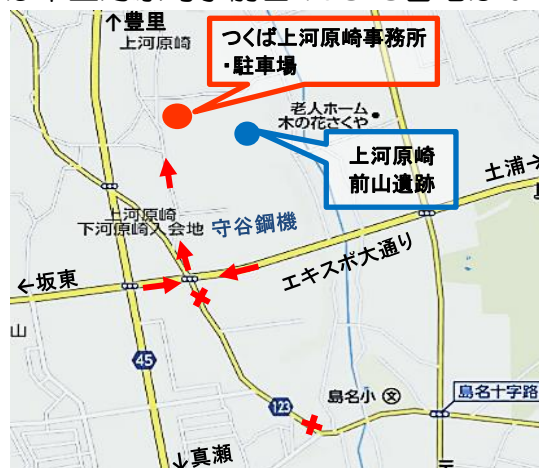 ↑豊里
上河原崎
つくば上河原崎事務所
・駐車場
老人ホーム
木の花さくや
上河原崎
前山遺跡
土浦→
上河原崎
下河原崎入会地
守谷鋼機
エキスポ大通り
←坂東
山
45
123
島名小
文
島名十字路
↓真瀬